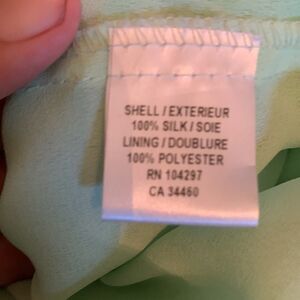 SHELL / EXTERIEUR
100% SILK / SOIE
LINING / DOUBLURE
100% POLYESTER
RN 104297
CA 34460